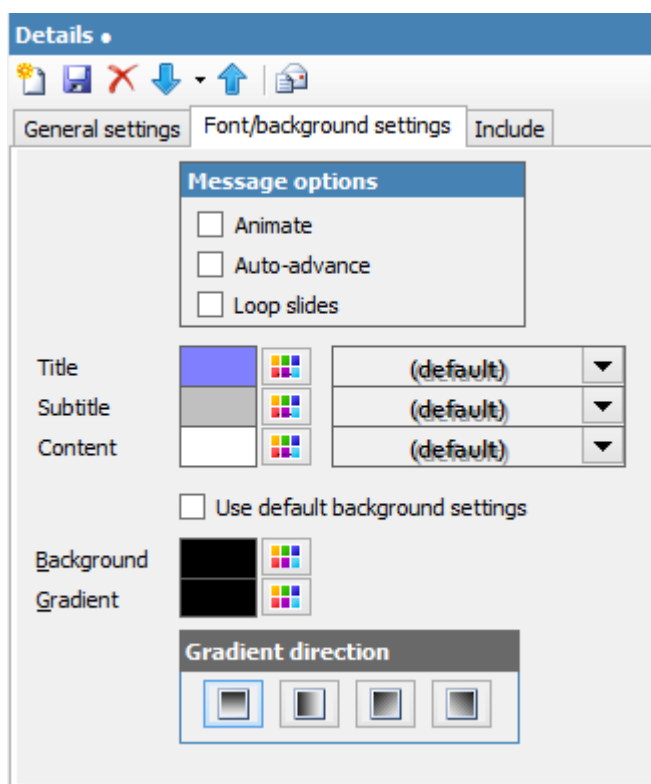 Details •
General settings Font/background settings Include
Message options
Animate
Auto-advance
Loop slides
Title (default)
Subtitle (default)
Content (default)
Use default background settings
Background
Gradient
Gradient direction